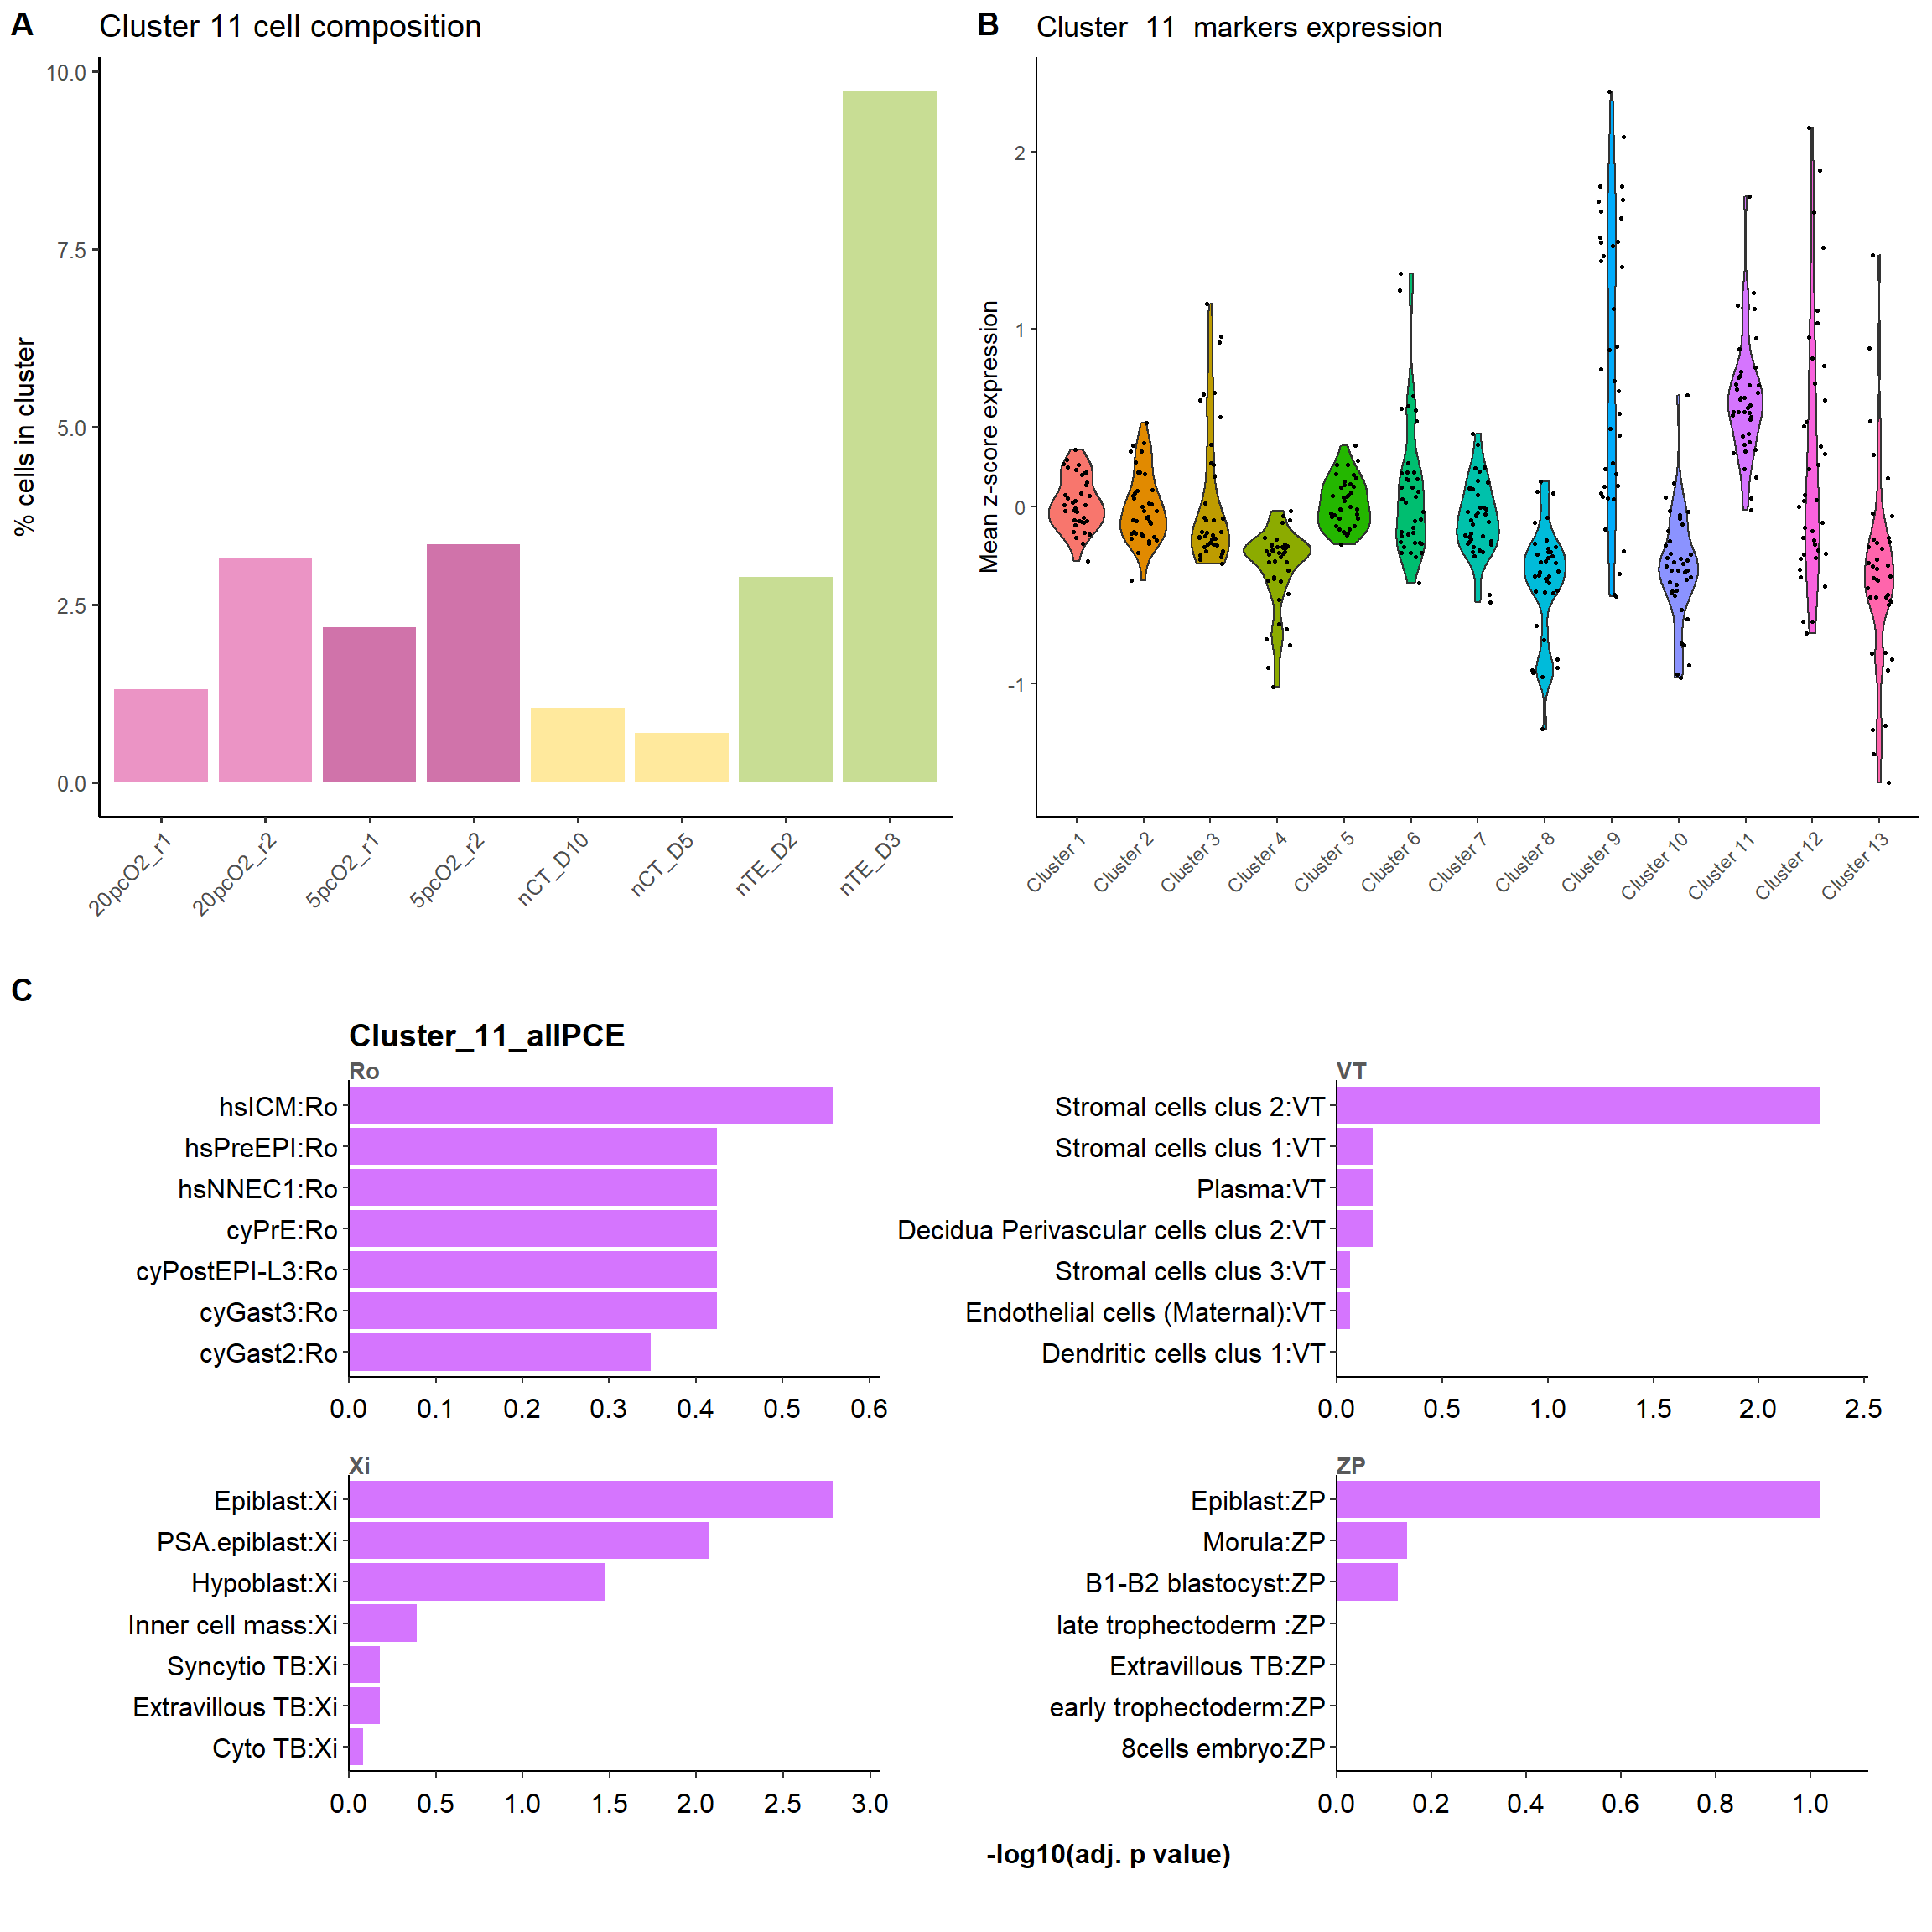 A
Cluster 11 cell composition
% cells in cluster
10.0
7.5
5.0
2.5
0.0
20pcO2_r1
20pcO2_r2
5pcO2_r1
5pcO2_r2
nCT_D10
nCT_D5
nTE_D2
nTE_D3
B
Cluster 11 markers expression
Mean z-score expression
2
1
0
-1
Cluster 1
Cluster 2
Cluster 3
Cluster 4
Cluster 5
Cluster 6
Cluster 7
Cluster 8
Cluster 9
Cluster 10
Cluster 11
Cluster 12
Cluster 13
C
Cluster_11_allPCE
Ro
hsICM:Ro
hsPreEPI:Ro
hsNNEC1:Ro
cyPrE:Ro
cyPostEPI-L3:Ro
cyGast3:Ro
cyGast2:Ro
0.0 0.1 0.2 0.3 0.4 0.5 0.6
VT
Stromal cells clus 2:VT
Stromal cells clus 1:VT
Plasma:VT
Decidua Perivascular cells clus 2:VT
Stromal cells clus 3:VT
Endothelial cells (Maternal):VT
Dendritic cells clus 1:VT
0.0 0.5 1.0 1.5 2.0 2.5
Xi
Epiblast:Xi
PSA.epiblast:Xi
Hypoblast:Xi
Inner cell mass:Xi
Syncytio TB:Xi
Extravillous TB:Xi
Cyto TB:Xi
0.0 0.5 1.0 1.5 2.0 2.5 3.0
ZP
Epiblast:ZP
Morula:ZP
B1-B2 blastocyst:ZP
late trophectoderm :ZP
Extravillous TB:ZP
early trophectoderm:ZP
8cells embryo:ZP
0.0 0.2 0.4 0.6 0.8 1.0
-log10(adj. p value)